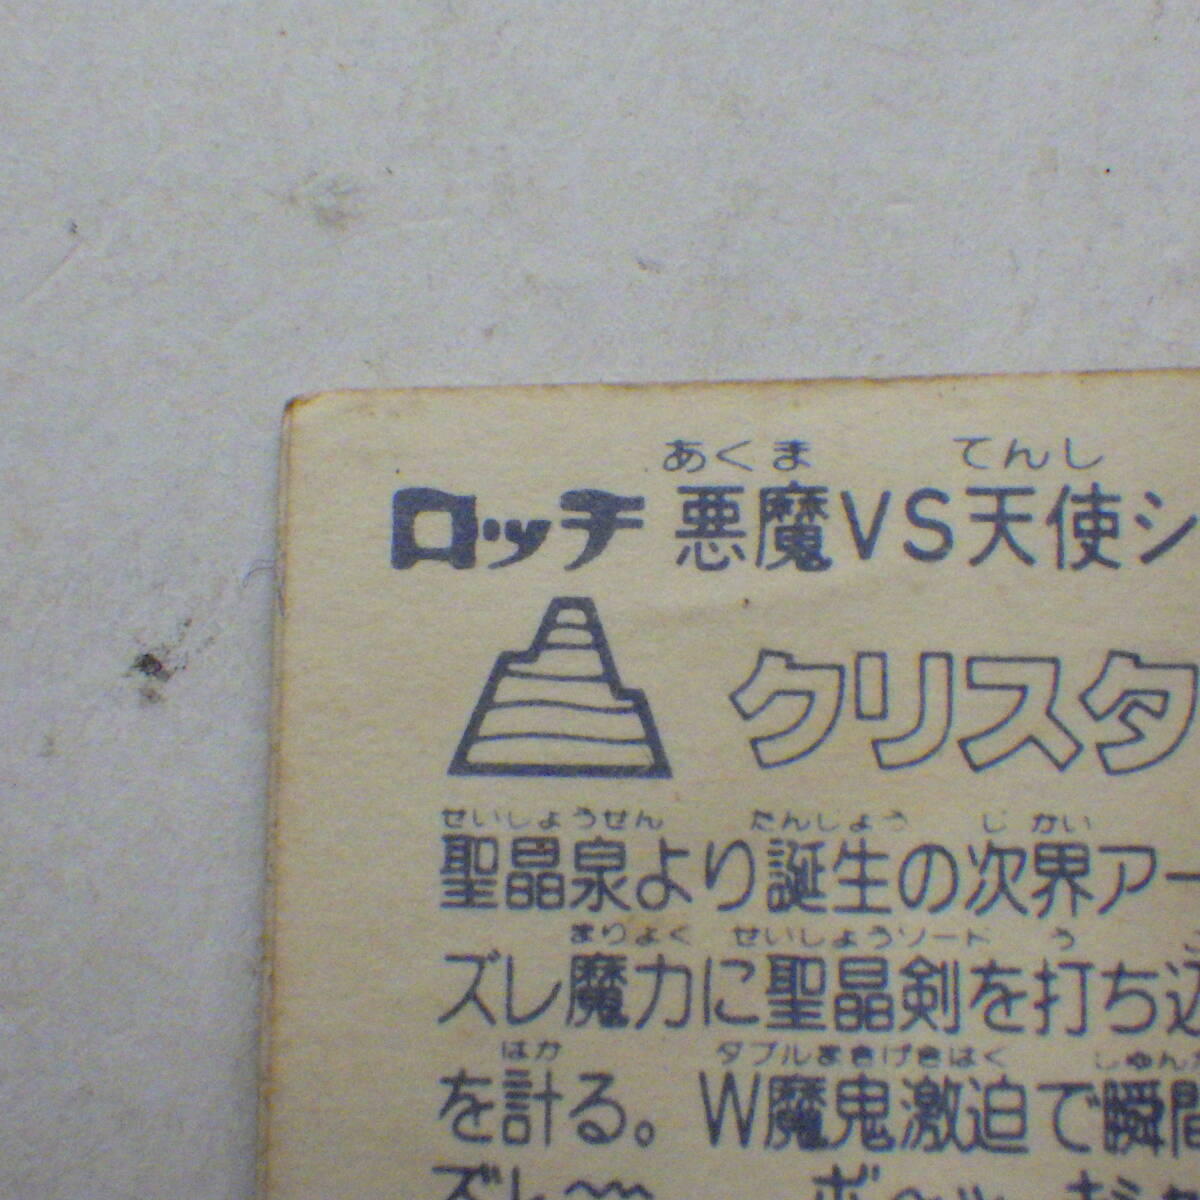 あくま てんし
ロッチ 悪魔VS天使シ
クリスタ
せいしょうせん たんじょう じかい
聖晶泉より誕生の次界アー
まりょく せいしょうソード う
ズレ魔力に聖晶剣を打ち込
はか ダブルまきげきはく しゅん
を計る。W魔鬼激迫で瞬間